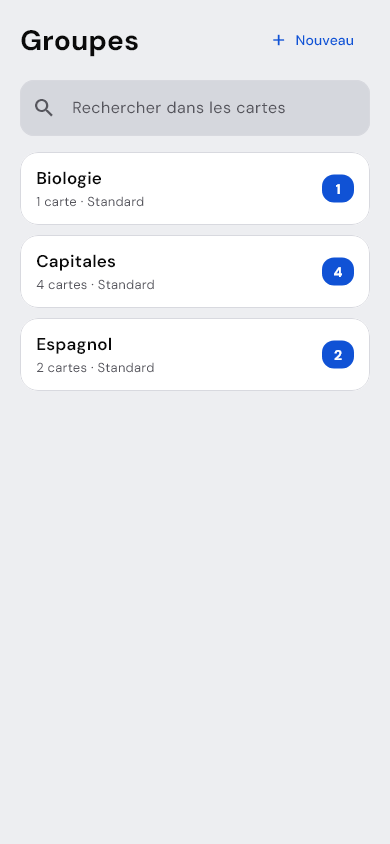 Groupes
+ Nouveau
Rechercher dans les cartes
Biologie
1 carte · Standard
1
Capitales
4 cartes · Standard
4
Espagnol
2 cartes · Standard
2